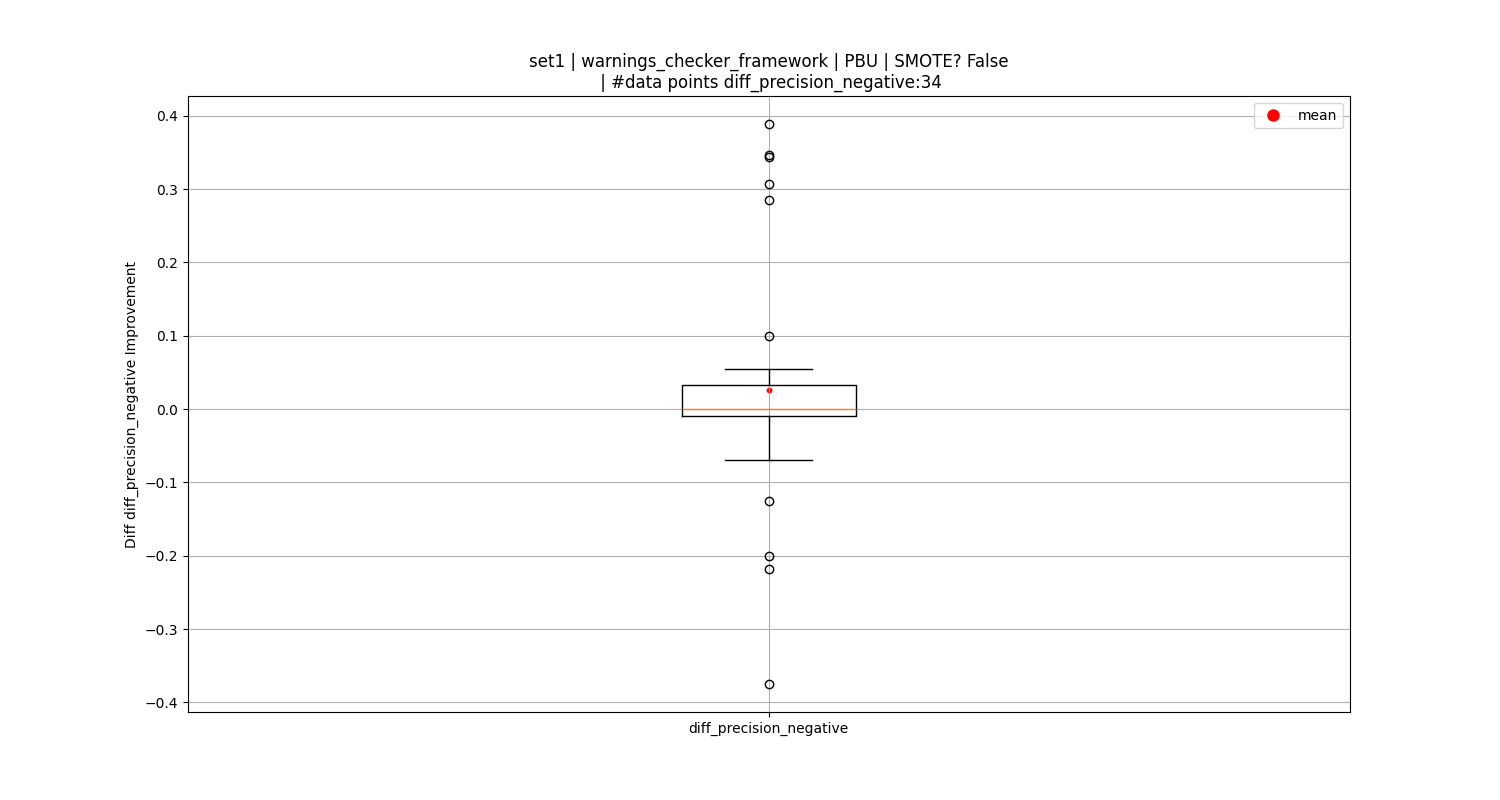 set1 | warnings_checker_framework | PBU | SMOTE? False
| #data points diff_precision_negative:34
mean
0.4
0.3
0.2
0.1
0.0
−0.1
−0.2
−0.3
−0.4
Diff diff_precision_negative Improvement
diff_precision_negative